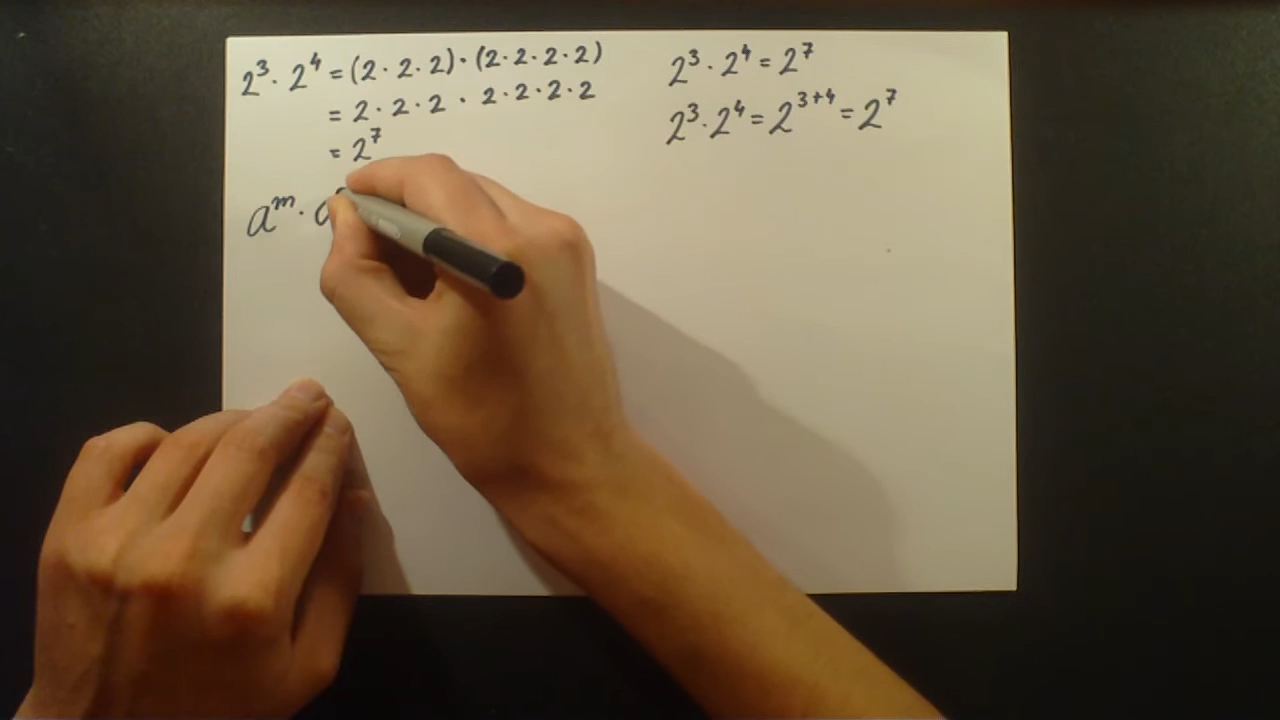 2³ · 2⁴ = (2 · 2 · 2) · (2 · 2 · 2 · 2)
= 2 · 2 · 2 · 2 · 2 · 2 · 2
= 2⁷
aᵐ · a
2³ · 2⁴ = 2⁷
2³ · 2⁴ = 2³⁺⁴ = 2⁷